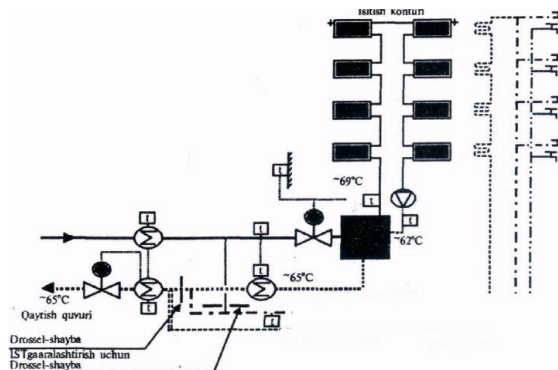 Isitish konturi
t
~69°C
t
t
~62°C
t
t
~65°C
~65°C
t
t
t
Qaytish quvuri
Drossel-shayba
ISTgaaralashtirish uchun
Drossel-shayba